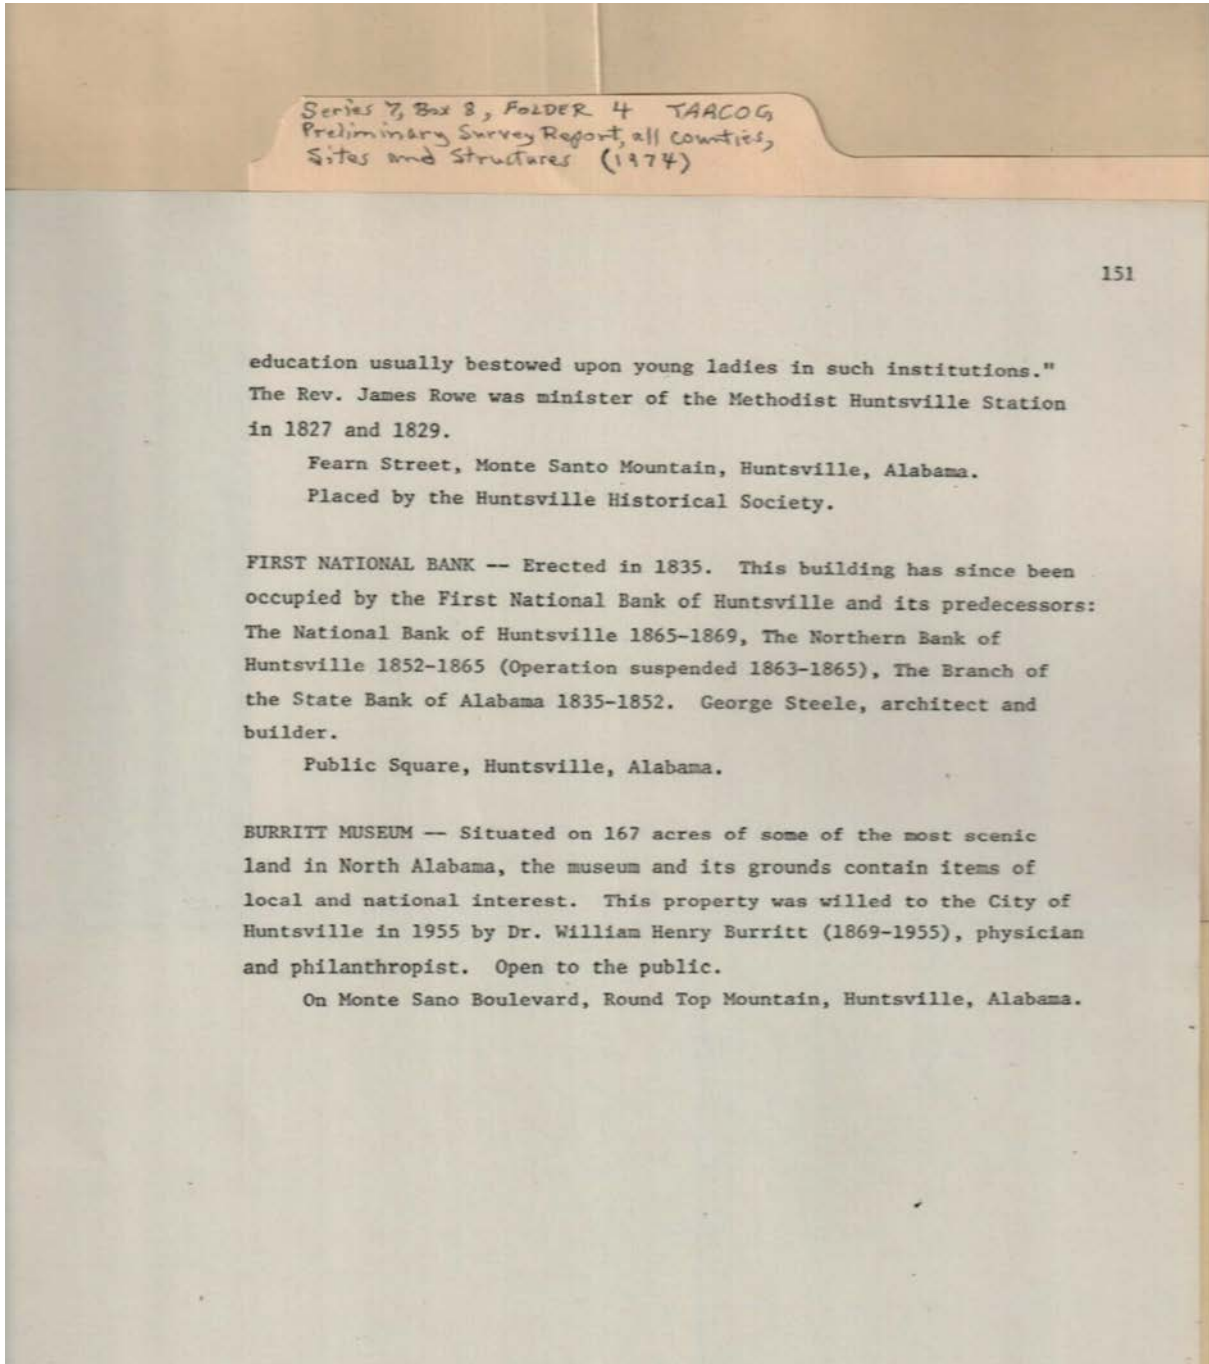 Series 7, Box 8, FOLDER 4 TARCOG
Preliminary Survey Report, all counties,
Sites and Structures (1974)
151
education usually bestowed upon young ladies in such institutions."
The Rev. James Rowe was minister of the Methodist Huntsville Station
in 1827 and 1829.
Fearn Street, Monte Santo Mountain, Huntsville, Alabama.
Placed by the Huntsville Historical Society.
FIRST NATIONAL BANK -- Erected in 1835. This building has since been
occupied by the First National Bank of Huntsville and its predecessors:
The National Bank of Huntsville 1865-1869, The Northern Bank of
Huntsville 1852-1865 (Operation suspended 1863-1865), The Branch of
the State Bank of Alabama 1835-1852. George Steele, architect and
builder.
Public Square, Huntsville, Alabama.
BURRITT MUSEUM -- Situated on 167 acres of some of the most scenic
land in North Alabama, the museum and its grounds contain items of
local and national interest. This property was willed to the City of
Huntsville in 1955 by Dr. William Henry Burritt (1869-1955), physician
and philanthropist. Open to the public.
On Monte Sano Boulevard, Round Top Mountain, Huntsville, Alabama.